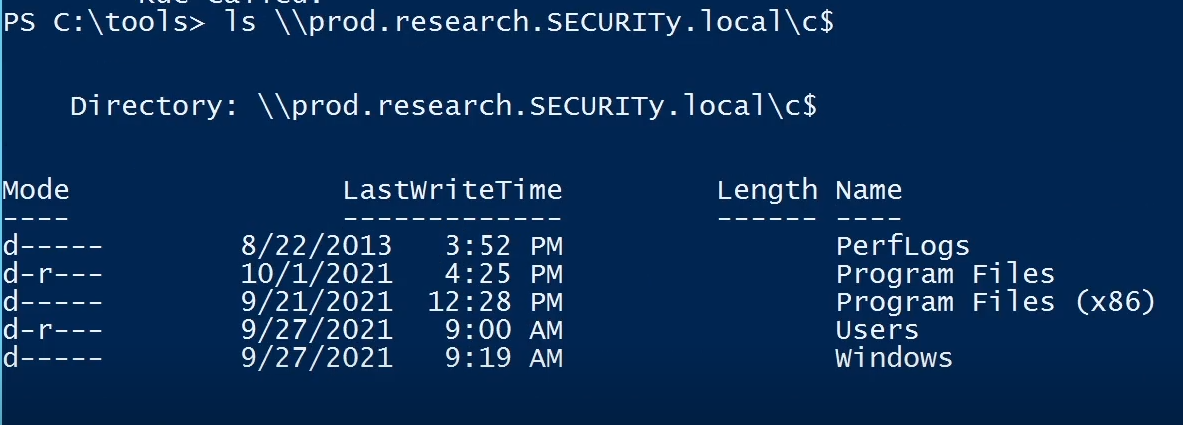 PS C:\tools> ls \\prod.research.SECURITy.local\c$
Directory: \\prod.research.SECURITy.local\c$
Mode LastWriteTime Length Name
---- ------------- ------ ----
d----- 8/22/2013 3:52 PM PerfLogs
d-r--- 10/1/2021 4:25 PM Program Files
d----- 9/21/2021 12:28 PM Program Files (x86)
d-r--- 9/27/2021 9:00 AM Users
d----- 9/27/2021 9:19 AM Windows